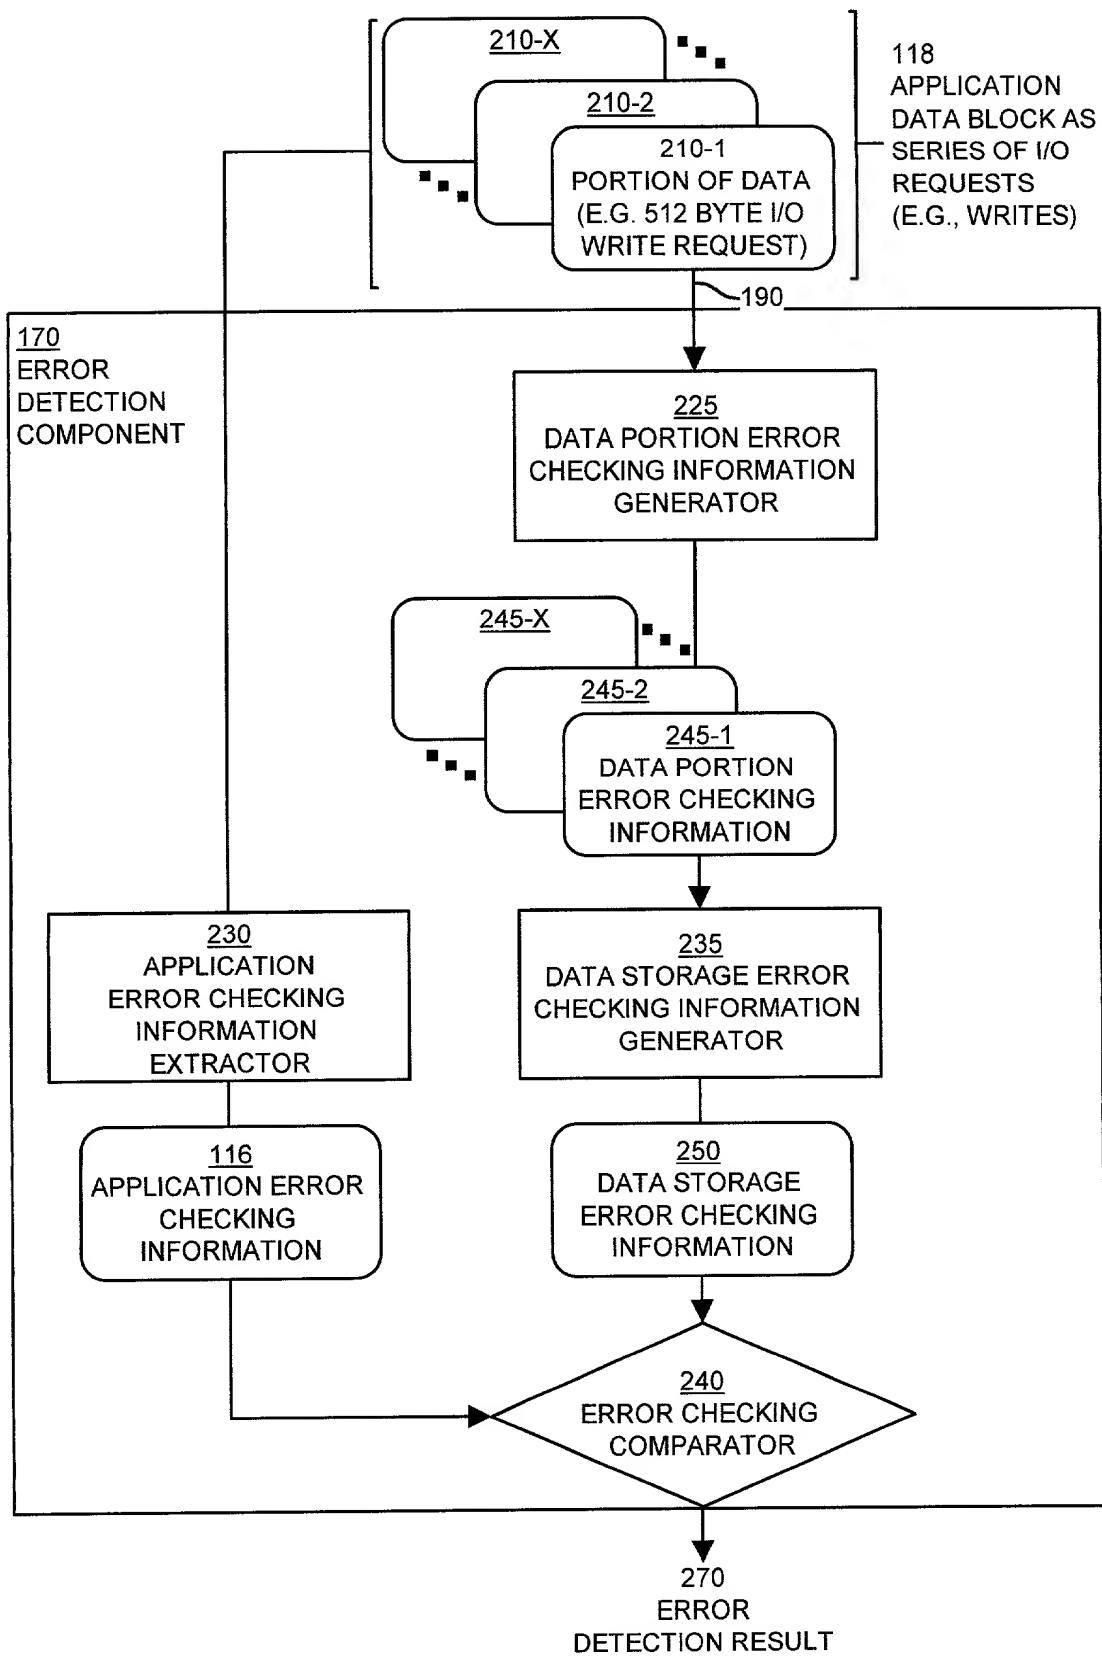 210-X
210-2
210-1
PORTION OF DATA
(E.G. 512 BYTE I/O
WRITE REQUEST)
118
APPLICATION
DATA BLOCK AS
SERIES OF I/O
REQUESTS
(E.G., WRITES)
190
170
ERROR
DETECTION
COMPONENT
225
DATA PORTION ERROR
CHECKING INFORMATION
GENERATOR
245-X
245-2
245-1
DATA PORTION
ERROR CHECKING
INFORMATION
230
APPLICATION
ERROR CHECKING
INFORMATION
EXTRACTOR
235
DATA STORAGE ERROR
CHECKING INFORMATION
GENERATOR
116
APPLICATION ERROR
CHECKING
INFORMATION
250
DATA STORAGE
ERROR CHECKING
INFORMATION
240
ERROR CHECKING
COMPARATOR
270
ERROR
DETECTION RESULT